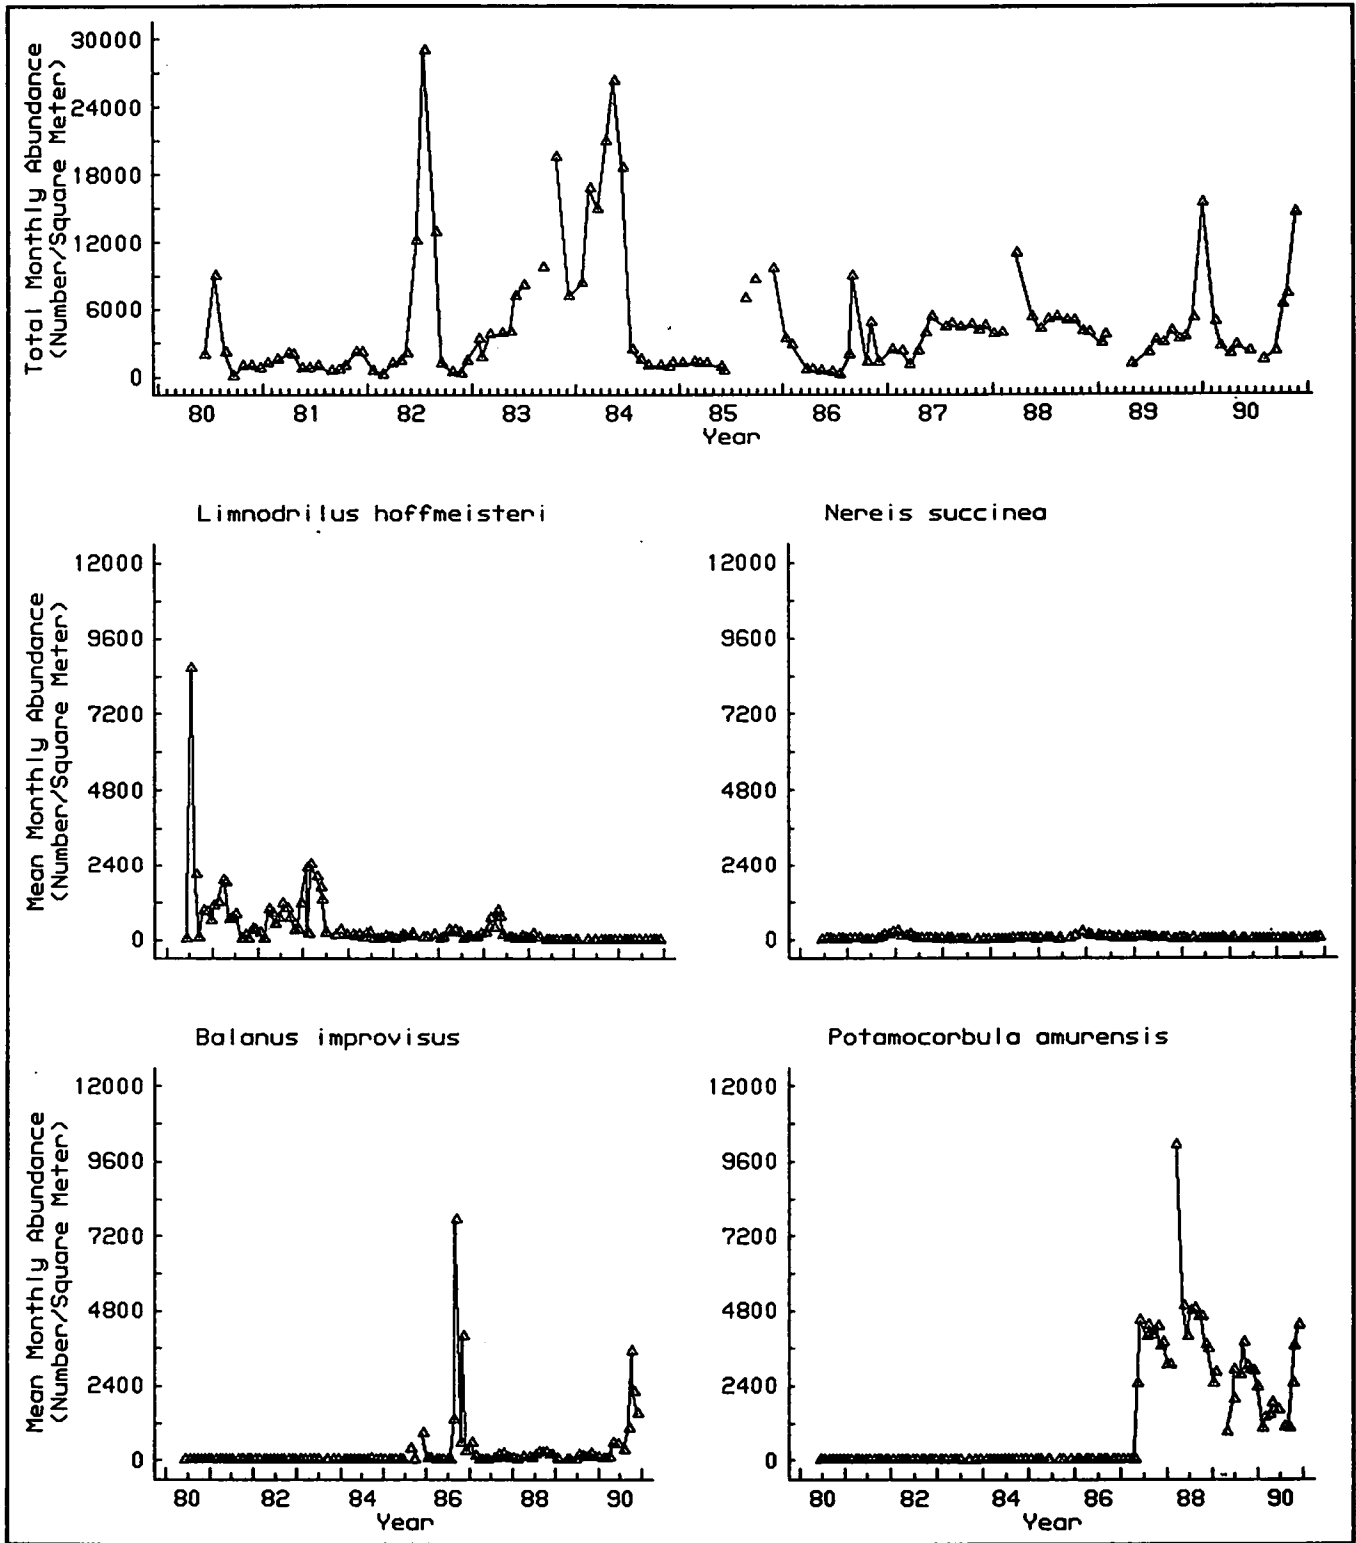 Total Monthly Abundance
(Number/Square Meter)
30000
24000
18000
12000
6000
0
80 81 82 83 84 85 86 87 88 89 90
Year
Limnodrilus hoffmeisteri
Mean Monthly Abundance
(Number/Square Meter)
12000
9600
7200
4800
2400
0
Nereis succinea
12000
9600
7200
4800
2400
0
Balanus improvisus
Mean Monthly Abundance
(Number/Square Meter)
12000
9600
7200
4800
2400
0
80 82 84 86 88 90
Year
Potamocorbula amurensis
12000
9600
7200
4800
2400
0
80 82 84 86 88 90
Year